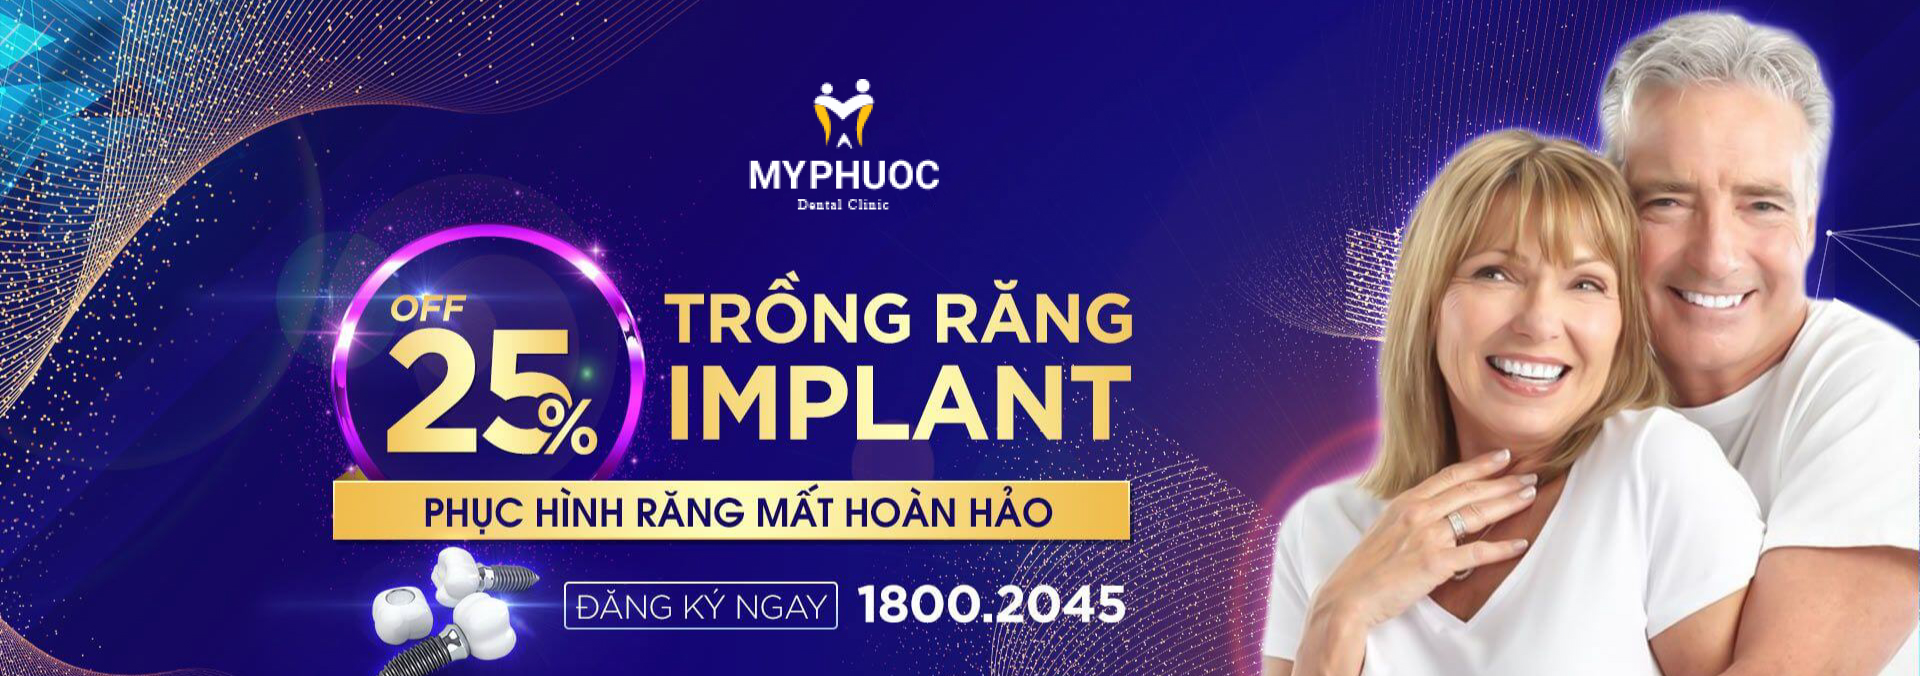 MYPHUOC
Dental Clinic
OFF
25%
TRỒNG RĂNG
IMPLANT
PHỤC HÌNH RĂNG MẤT HOÀN HẢO
ĐĂNG KÝ NGAY 1800.2045